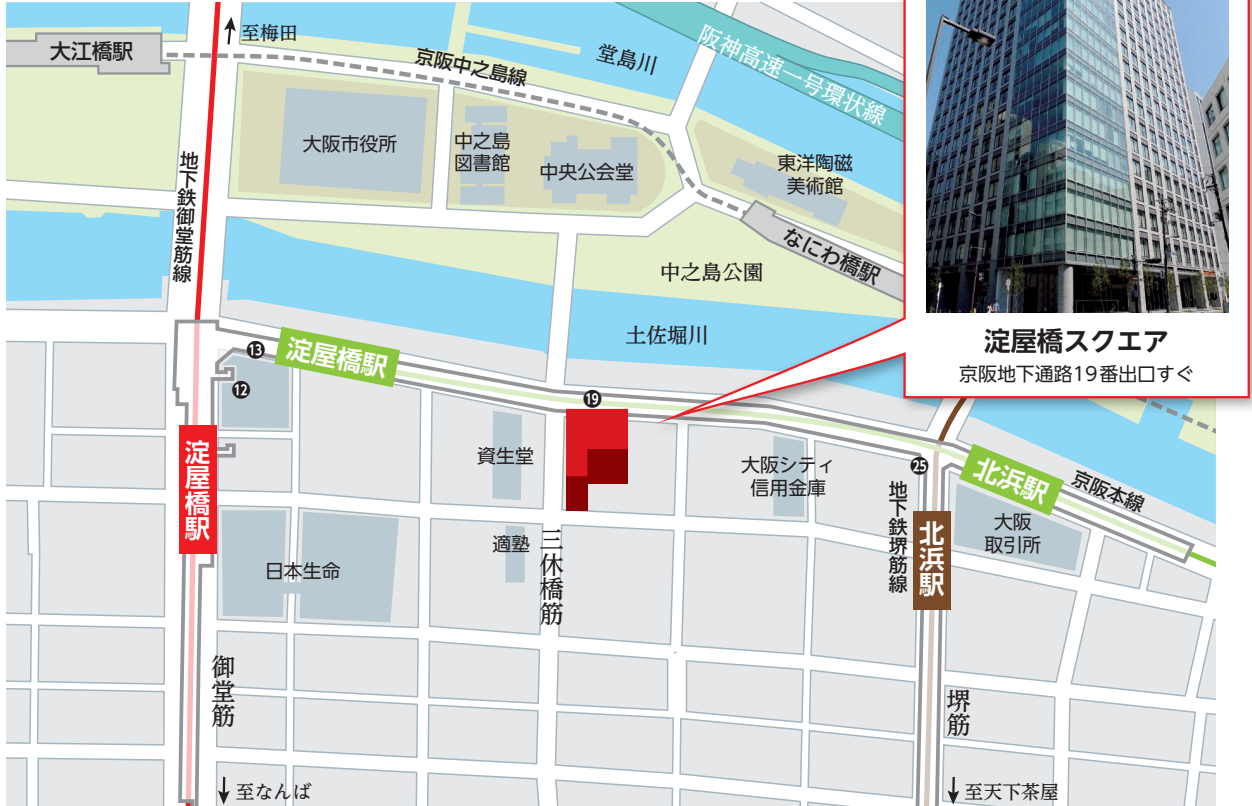 至梅田
大江橋駅
京阪中之島線
堂島川
阪神高速一号環状線
大阪市役所
中之島
図書館
中央公会堂
東洋陶磁
美術館
地下鉄御堂筋線
なにわ橋駅
中之島公園
土佐堀川
淀屋橋スクエア
京阪地下通路19番出口すぐ
⓭
淀屋橋駅
⓬
⓳
淀屋橋駅
資生堂
大阪シティ
信用金庫
㉕
北浜駅
京阪本線
地下鉄堺筋線
北浜駅
大阪
取引所
適塾
三休橋筋
日本生命
御堂筋
堺筋
至なんば
至天下茶屋